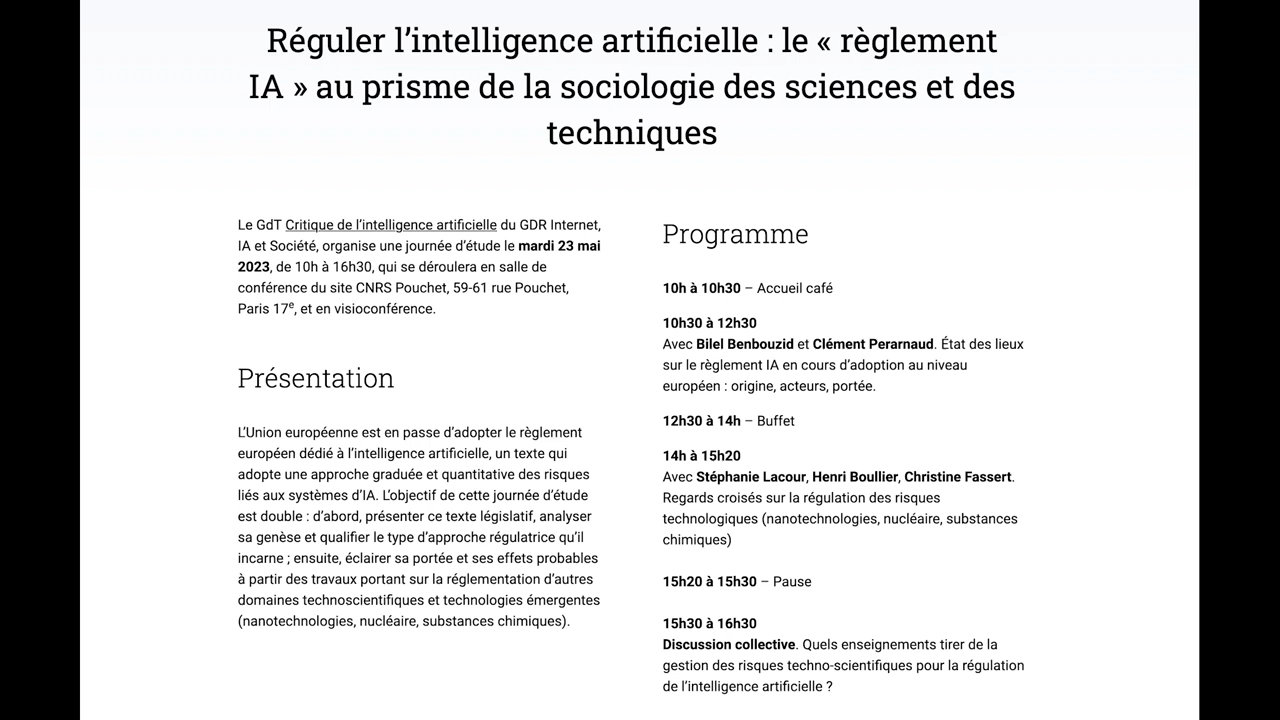 Réguler l’intelligence artificielle : le « règlement
IA » au prisme de la sociologie des sciences et des
techniques
Le GdT Critique de l’intelligence artificielle du GDR Internet,
IA et Société, organise une journée d’étude le mardi 23 mai
2023, de 10h à 16h30, qui se déroulera en salle de
conférence du site CNRS Pouchet, 59-61 rue Pouchet,
Paris 17e, et en visioconférence.
Présentation
L’Union européenne est en passe d’adopter le règlement
européen dédié à l’intelligence artificielle, un texte qui
adopte une approche graduée et quantitative des risques
liés aux systèmes d’IA. L’objectif de cette journée d’étude
est double : d’abord, présenter ce texte législatif, analyser
sa genèse et qualifier le type d’approche régulatrice qu’il
incarne ; ensuite, éclairer sa portée et ses effets probables
à partir des travaux portant sur la réglementation d’autres
domaines technoscientifiques et technologies émergentes
(nanotechnologies, nucléaire, substances chimiques).
Programme
10h à 10h30 – Accueil café
10h30 à 12h30
Avec Bilel Benbouzid et Clément Perarnaud. État des lieux
sur le règlement IA en cours d’adoption au niveau
européen : origine, acteurs, portée.
12h30 à 14h – Buffet
14h à 15h20
Avec Stéphanie Lacour, Henri Boullier, Christine Fassert.
Regards croisés sur la régulation des risques
technologiques (nanotechnologies, nucléaire, substances
chimiques)
15h20 à 15h30 – Pause
15h30 à 16h30
Discussion collective. Quels enseignements tirer de la
gestion des risques techno-scientifiques pour la régulation
de l’intelligence artificielle ?